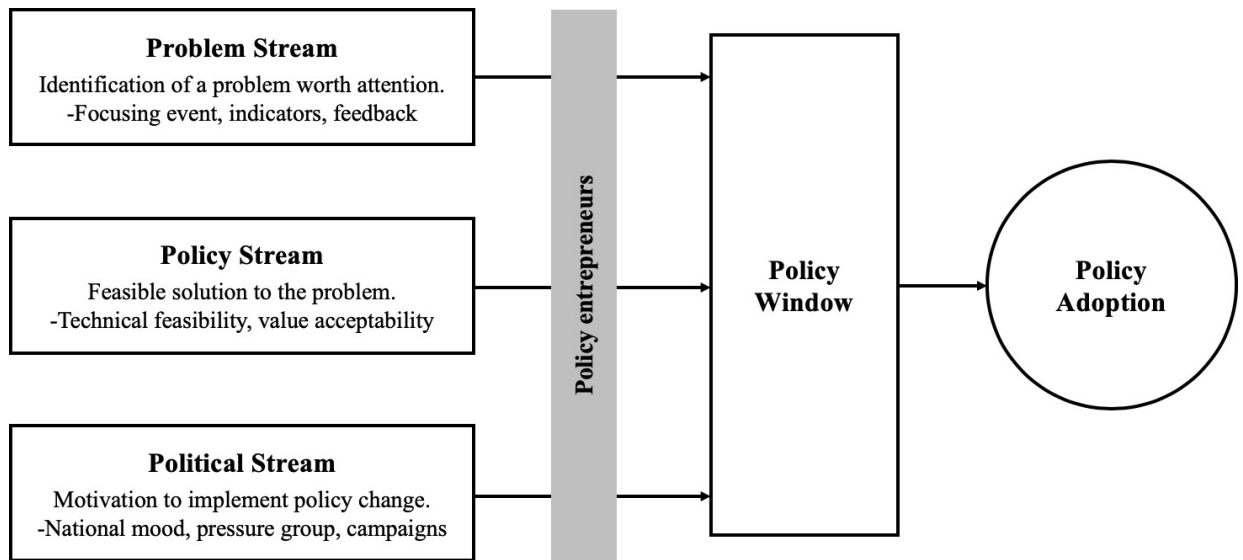 Problem Stream
Identification of a problem worth attention.
-Focusing event, indicators, feedback
Policy Stream
Feasible solution to the problem.
-Technical feasibility, value acceptability
Political Stream
Motivation to implement policy change.
-National mood, pressure group, campaigns
Policy entrepreneurs
Policy
Window
Policy
Adoption